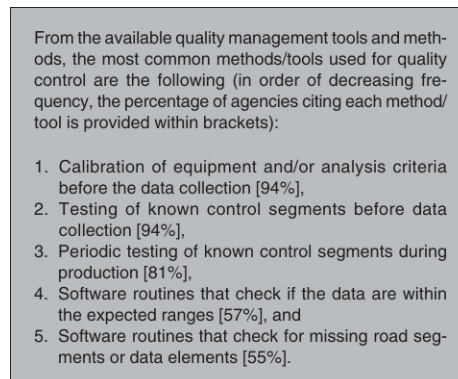 From the available quality management tools and meth-
ods, the most common methods/tools used for quality
control are the following (in order of decreasing fre-
quency, the percentage of agencies citing each method/
tool is provided within brackets):
1. Calibration of equipment and/or analysis criteria
before the data collection [94%],
2. Testing of known control segments before data
collection [94%],
3. Periodic testing of known control segments during
production [81%],
4. Software routines that check if the data are within
the expected ranges [57%], and
5. Software routines that check for missing road seg-
ments or data elements [55%].